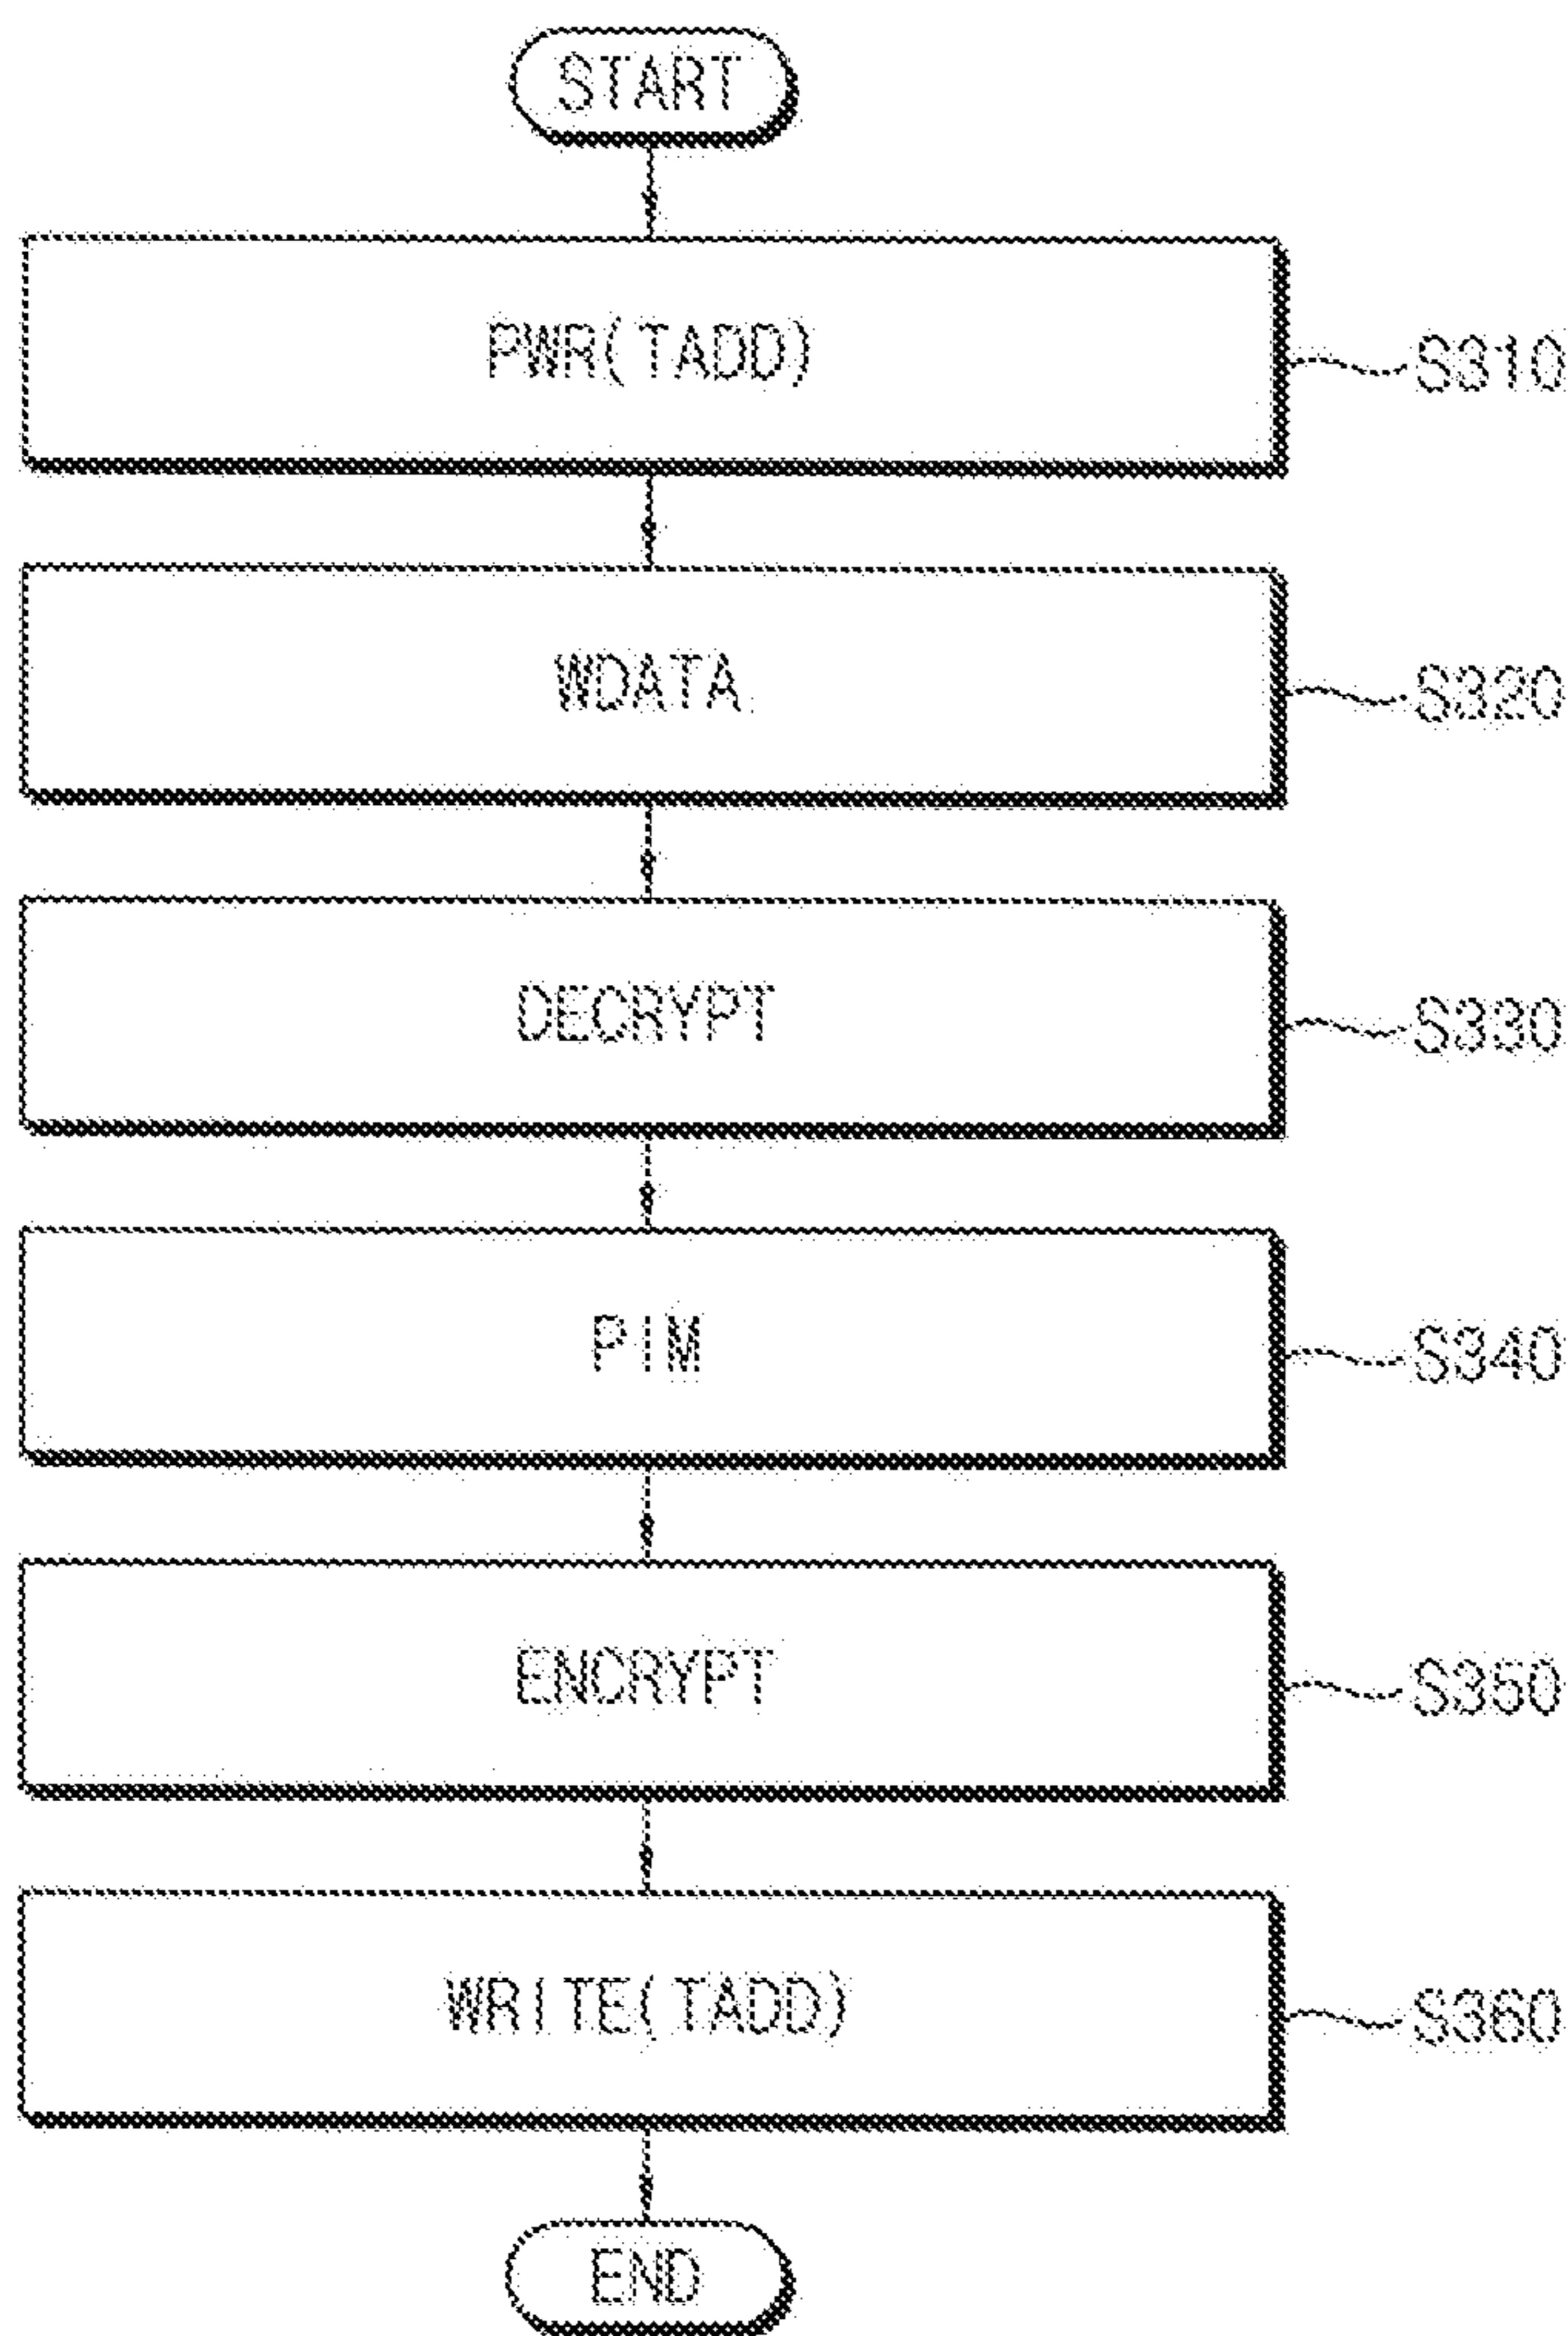 START
PWR(TADD)
S310
WDATA
S320
DECRYPT
S330
PIM
S340
ENCRYPT
S350
WRITE(TADD)
S360
END